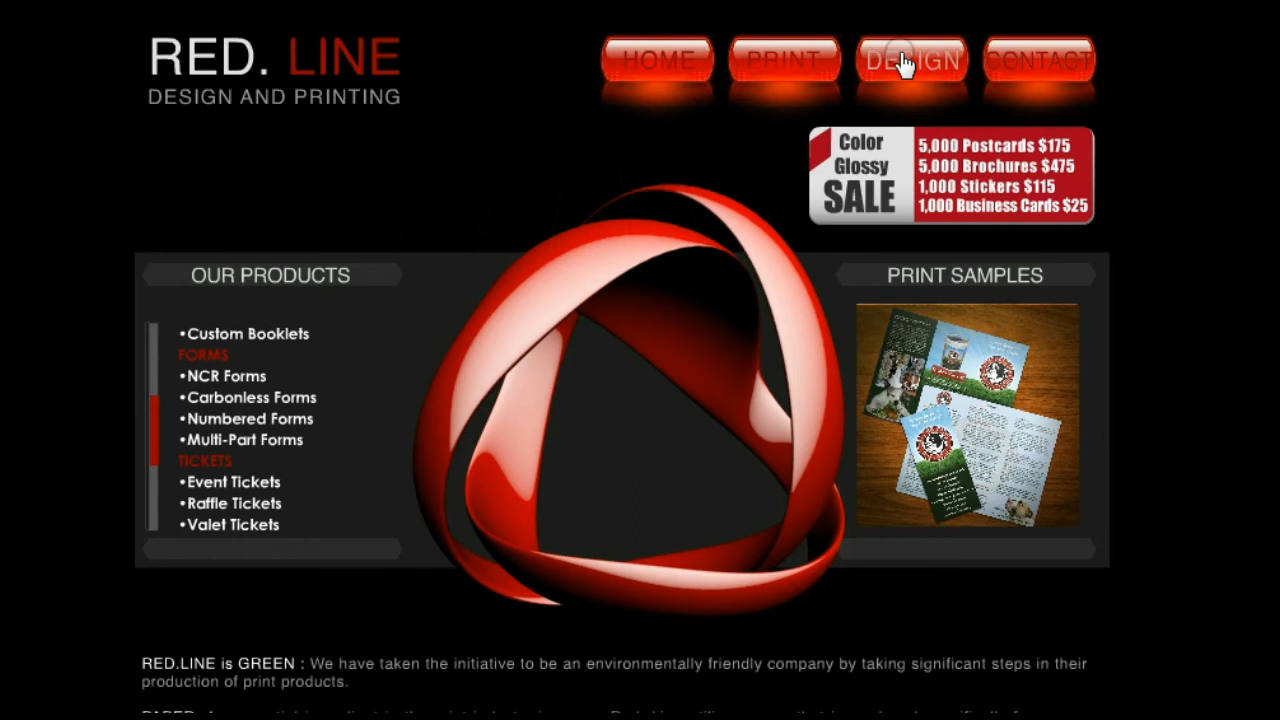 RED. LINE
DESIGN AND PRINTING
HOME
PRINT
DESIGN
CONTACT
Color
Glossy
SALE
5,000 Postcards $175
5,000 Brochures $475
1,000 Stickers $115
1,000 Business Cards $25
OUR PRODUCTS
•Custom Booklets
FORMS
•NCR Forms
•Carbonless Forms
•Numbered Forms
•Multi-Part Forms
TICKETS
•Event Tickets
•Raffle Tickets
•Valet Tickets
PRINT SAMPLES
RED.LINE is GREEN : We have taken the initiative to be an environmentally friendly company by taking significant steps in their
production of print products.